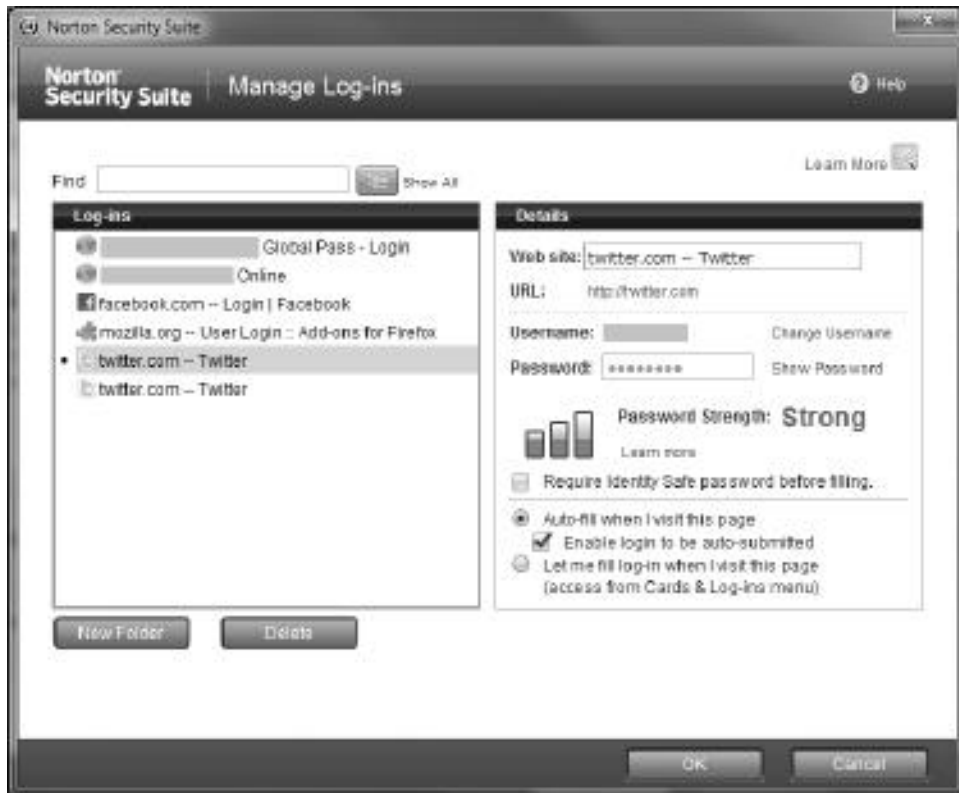 Norton Security Suite
Norton Security Suite | Manage Log-ins
Help
Learn More
Find
Show All
Log-ins
Global Pass - Login
Online
facebook.com -- Login | Facebook
mozilla.org -- User Login :: Add-ons for Firefox
twitter.com -- Twitter
twitter.com -- Twitter
New Folder
Delete
Details
Web site: twitter.com -- Twitter
URL: http://twitter.com
Username:
Change Username
Password: ********
Show Password
Password Strength: Strong
Learn more
Require Identity Safe password before filling.
Auto-fill when I visit this page
Enable login to be auto-submitted
Let me fill log-in when I visit this page
(access from Cards & Log-ins menu)
OK
Cancel